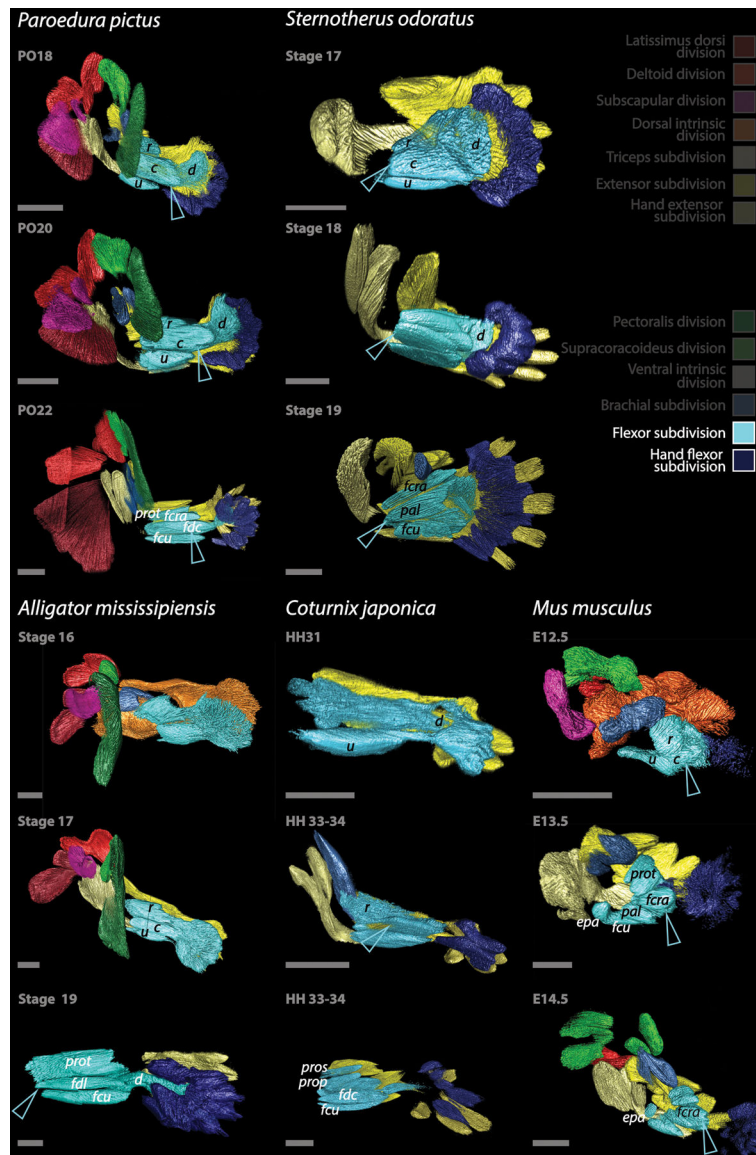 Paroedura pictus
Sternotherus odoratus
PO18
r
c
d
u
Stage 17
r
d
c
u
Latissimus dorsi
division
Deltoid division
Subscapular division
Dorsal intrinsic
division
Triceps subdivision
Extensor subdivision
Hand extensor
subdivision
PO20
r
d
c
u
Stage 18
d
Pectoralis division
Supracoracoideus division
Ventral intrinsic
division
Brachial subdivision
Flexor subdivision
Hand flexor
subdivision
PO22
prot
fcra
fdc
fcu
Stage 19
fcra
pal
fcu
Alligator mississipiensis
Coturnix japonica
Mus musculus
Stage 16
HH31
d
u
E12.5
r
u
c
Stage 17
r
u
c
HH 33-34
r
E13.5
prot
fcra
pal
epa
fcu
Stage 19
prot
fdl
d
fcu
HH 33-34
pros
prop
fdc
fcu
E14.5
epa
fcra